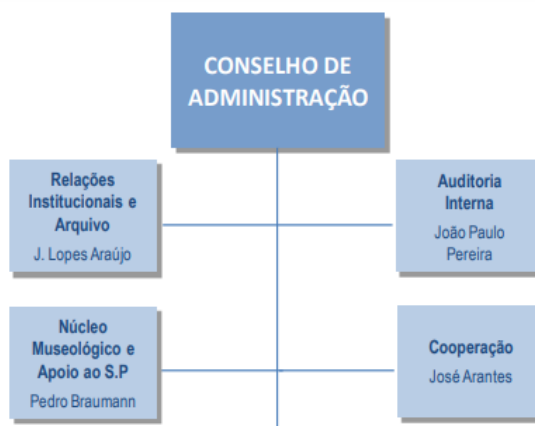 CONSELHO DE
ADMINISTRAÇÃO
Relações
Institucionais e
Arquivo
J. Lopes Araújo
Auditoria
Interna
João Paulo
Pereira
Núcleo
Museológico e
Apoio ao S.P
Pedro Braumann
Cooperação
José Arantes